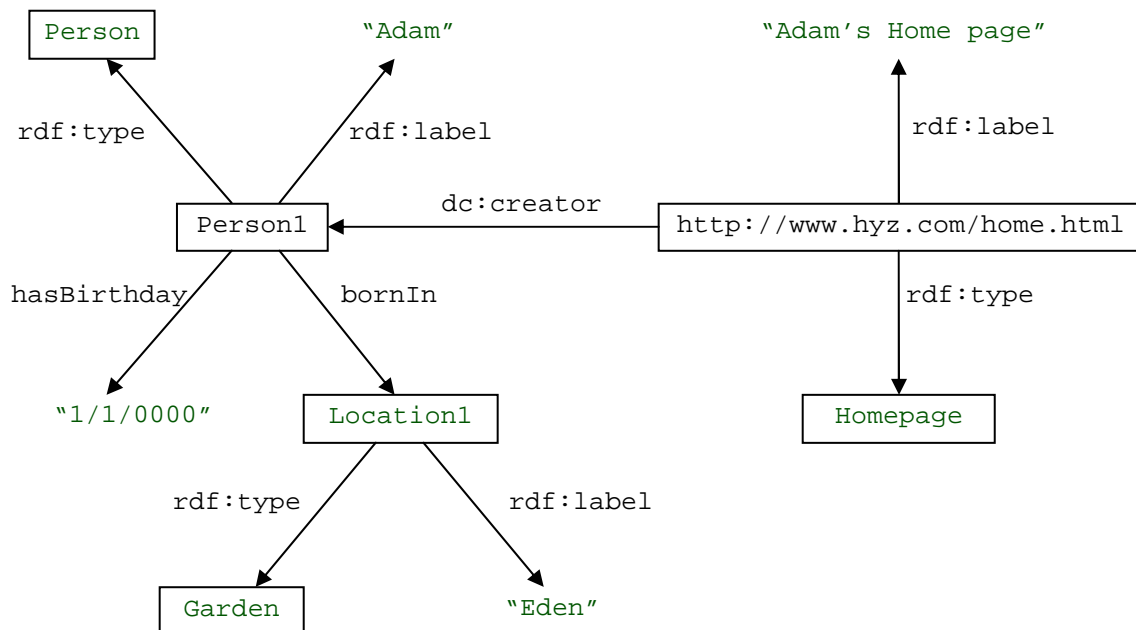 Person
“Adam”
“Adam’s Home page”
rdf:type
rdf:label
rdf:label
dc:creator
Person1
http://www.hyz.com/home.html
hasBirthday
bornIn
rdf:type
“1/1/0000”
Location1
Homepage
rdf:type
rdf:label
Garden
“Eden”